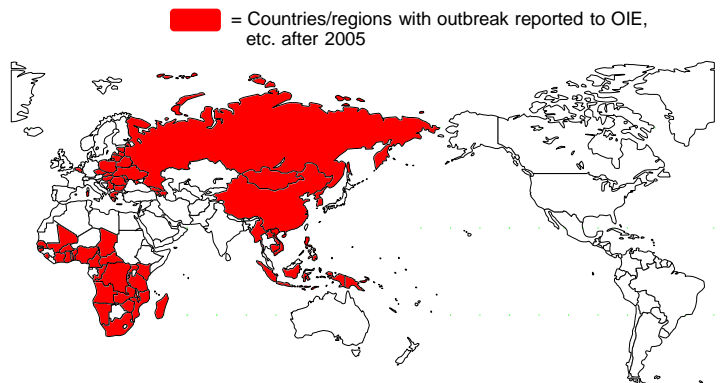 = Countries/regions with outbreak reported to OIE,
etc. after 2005